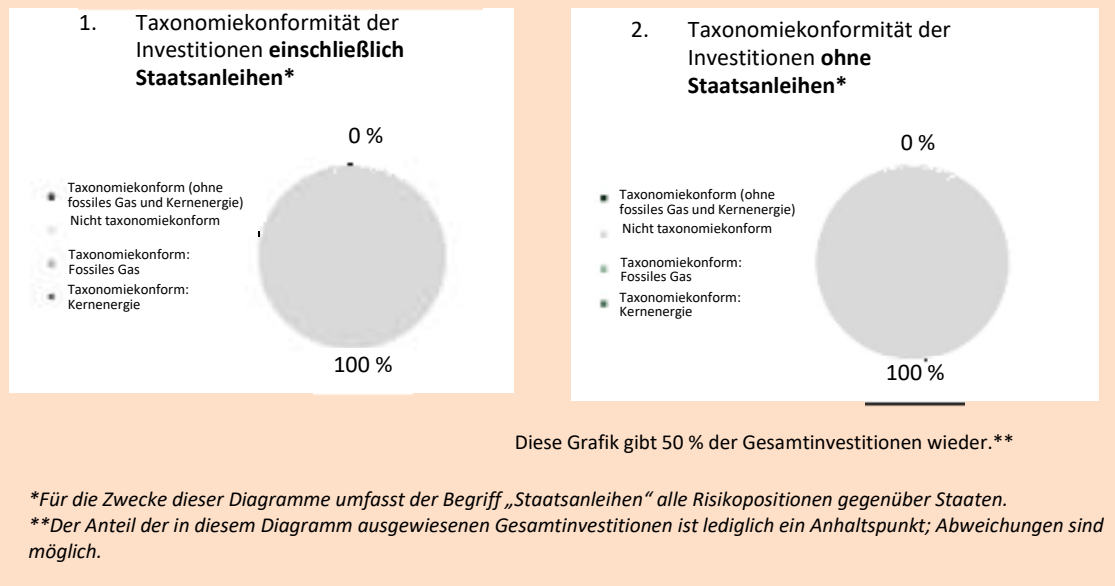 1. Taxonomiekonformität der
Investitionen einschließlich
Staatsanleihen*
0 %
Taxonomiekonform (ohne
fossiles Gas und Kernenergie)
Nicht taxonomiekonform
Taxonomiekonform:
Fossiles Gas
Taxonomiekonform:
Kernenergie
100 %
2. Taxonomiekonformität der
Investitionen ohne
Staatsanleihen*
0 %
Taxonomiekonform (ohne
fossiles Gas und Kernenergie)
Nicht taxonomiekonform
Taxonomiekonform:
Fossiles Gas
Taxonomiekonform:
Kernenergie
100 %
Diese Grafik gibt 50 % der Gesamtinvestitionen wieder.**
*Für die Zwecke dieser Diagramme umfasst der Begriff „Staatsanleihen“ alle Risikopositionen gegenüber Staaten.
**Der Anteil der in diesem Diagramm ausgewiesenen Gesamtinvestitionen ist lediglich ein Anhaltspunkt; Abweichungen sind
möglich.